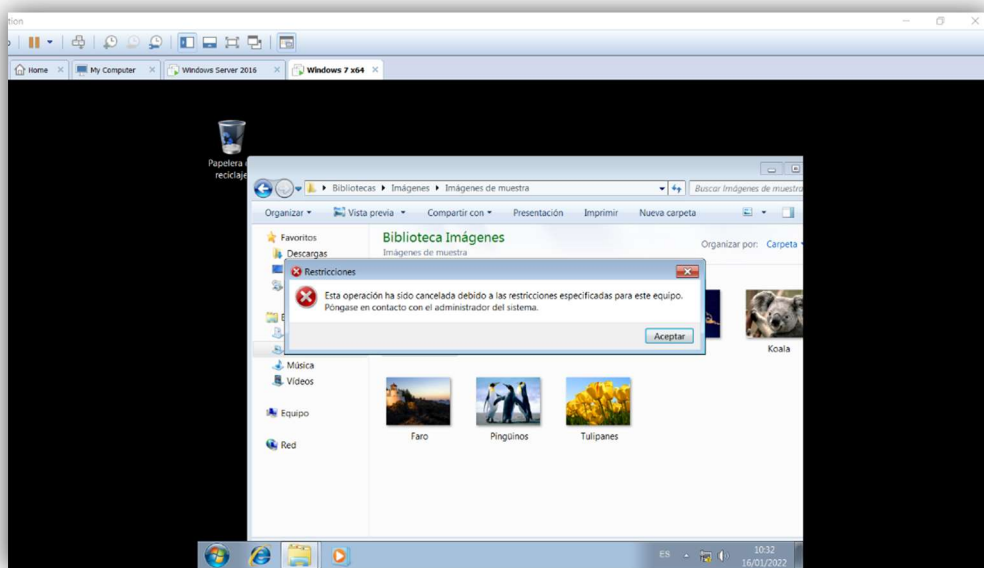 tion
Home
My Computer
Windows Server 2016
Windows 7 x64
Papelera
reciclaje
Bibliotecas Imágenes Imágenes de muestra
Buscar Imágenes de muestra
Organizar
Vista previa
Compartir con
Presentación
Imprimir
Nueva carpeta
Favoritos
Descargas
Biblioteca Imágenes
Imágenes de muestra
Organizar por: Carpeta
Restricciones
Esta operación ha sido cancelada debido a las restricciones especificadas para este equipo.
Póngase en contacto con el administrador del sistema.
Aceptar
Koala
Música
Vídeos
Equipo
Red
Faro
Pingüinos
Tulipanes
ES
10:32
16/01/2022